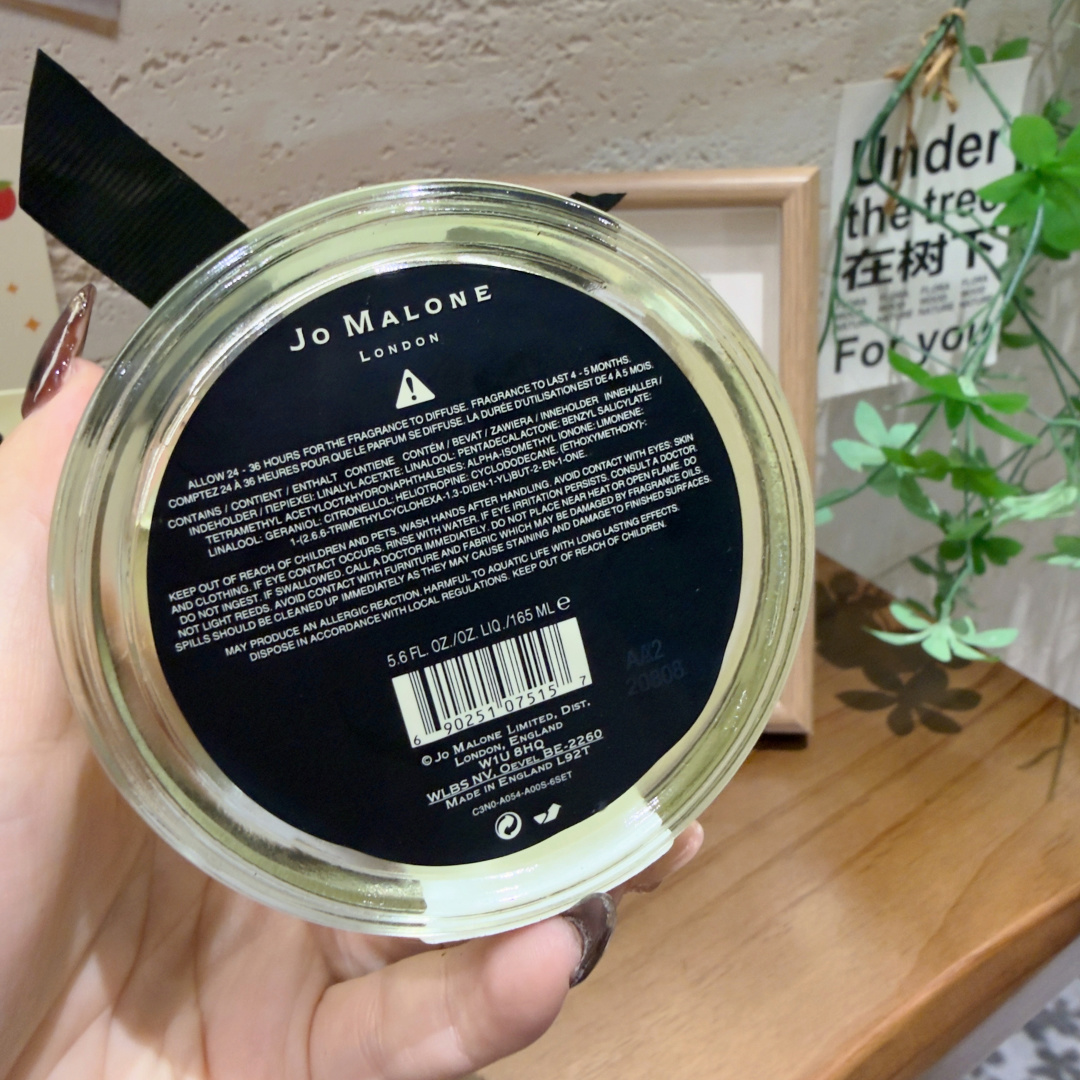 JO MALONE
LONDON
ALLOW 24 - 36 HOURS FOR THE FRAGRANCE TO DIFFUSE. FRAGRANCE TO LAST 4 - 5 MONTHS.
COMPTEZ 24 À 36 HEURES POUR QUE LE PARFUM SE DIFFUSE. LA DURÉE D'UTILISATION EST DE 4 À 5 MOIS.
CONTAINS / CONTIENT / ENTHALT CONTIENE CONTÉM / BEVAT / ZAWIERA / INNEHOLDER INNEHALLER /
INDEHOLDER / ПЕРІЕХЕІ: LINALYL ACETATE: LINALOOL: PENTADECALACTONE: BENZYL SALICYLATE:
TETRAMETHYL ACETYLOCTAHYDRONAPHTHALENES: ALPHA-ISOMETHYL IONONE: LIMONENE:
LINALOOL: GERANIOL: CITRONELLOL: HELIOTROPINE: CYCLODODECANE. (ETHOXYMETHOXY)-:
1-(2.6.6-TRIMETHYLCYCLOHEXA-1.3-DIEN-1-YL)BUT-2-EN-1-ONE.
KEEP OUT OF REACH OF CHILDREN AND PETS. WASH HANDS AFTER HANDLING. AVOID CONTACT WITH EYES: SKIN
AND CLOTHING. IF EYE CONTACT OCCURS. RINSE WITH WATER. IF EYE IRRITATION PERSISTS. CONSULT A DOCTOR.
DO NOT INGEST. IF SWALLOWED. CALL A DOCTOR IMMEDIATELY. DO NOT PLACE NEAR HEAT OR OPEN FLAME. DO
NOT LIGHT REEDS. AVOID CONTACT WITH FURNITURE AND FABRIC WHICH MAY BE DAMAGED BY FRAGRANCE OILS.
SPILLS SHOULD BE CLEANED UP IMMEDIATELY AS THEY MAY CAUSE STAINING AND DAMAGE TO FINISHED SURFACES.
MAY PRODUCE AN ALLERGIC REACTION. HARMFUL TO AQUATIC LIFE WITH LONG LASTING EFFECTS.
DISPOSE IN ACCORDANCE WITH LOCAL REGULATIONS. KEEP OUT OF REACH OF CHILDREN.
5.6 FL. OZ./OZ. LIQ./165 ML ℮
6 90251 07515 7
A82
20808
© JO MALONE LIMITED, DIST.
LONDON, ENGLAND
W1U 8HQ
WLBS NV. OEVEL BE-2260
MADE IN ENGLAND L92T
C3N0-A054-A00S-6SET
Under
the tree
在树下
For you